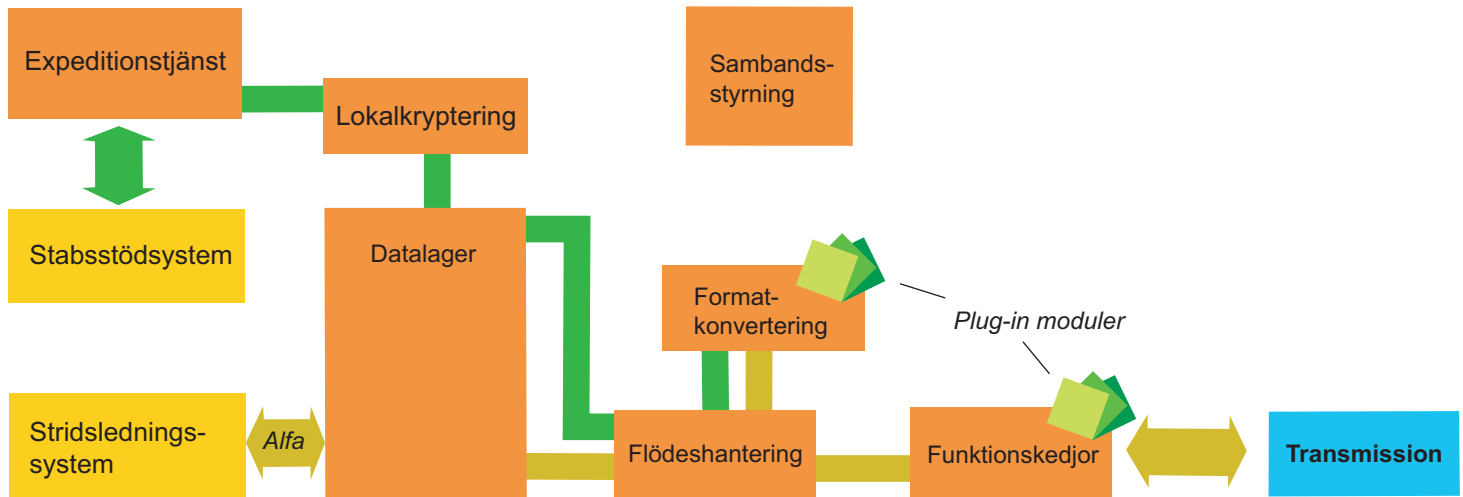 Expeditionstjänst
Lokalkryptering
Sambands-
styrning
Stabsstödsystem
Datalager
Format-
konvertering
Plug-in moduler
Stridslednings-
system
Alfa
Flödeshantering
Funktionskedjor
Transmission